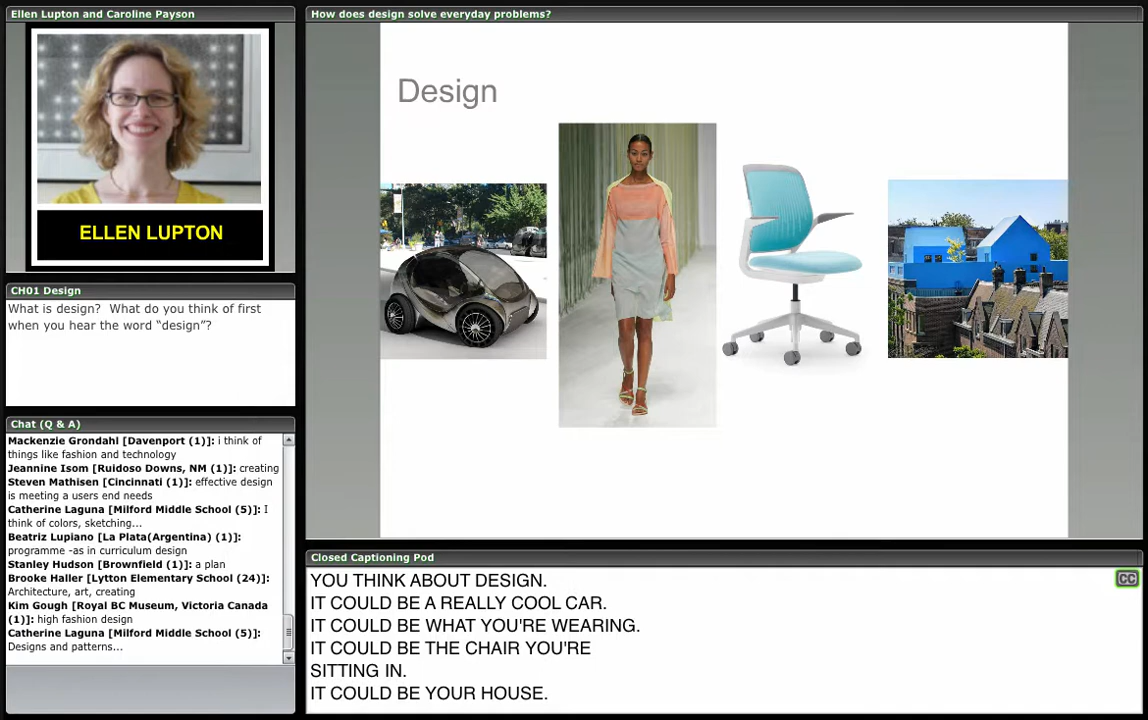 Ellen Lupton and Caroline Payson
ELLEN LUPTON
CH01 Design
What is design?  What do you think of first
when you hear the word “design”?
Chat (Q & A)
Mackenzie Grondahl [Davenport (1)]: i think of
things like fashion and technology
Jeannine Isom [Ruidoso Downs, NM (1)]: creating
Steven Mathisen [Cincinnati (1)]: effective design
is meeting a users end needs
Catherine Laguna [Milford Middle School (5)]: I
think of colors, sketching...
Beatriz Lupiano [La Plata(Argentina) (1)]:
programme -as in curriculum design
Stanley Hudson [Brownfield (1)]: a plan
Brooke Haller [Lytton Elementary School (24)]:
Architecture, art, creating
Kim Gough [Royal BC Museum, Victoria Canada
(1)]: high fashion design
Catherine Laguna [Milford Middle School (5)]:
Designs and patterns...
How does design solve everyday problems?
Design
Closed Captioning Pod
CC
YOU THINK ABOUT DESIGN.
IT COULD BE A REALLY COOL CAR.
IT COULD BE WHAT YOU'RE WEARING.
IT COULD BE THE CHAIR YOU'RE
SITTING IN.
IT COULD BE YOUR HOUSE.